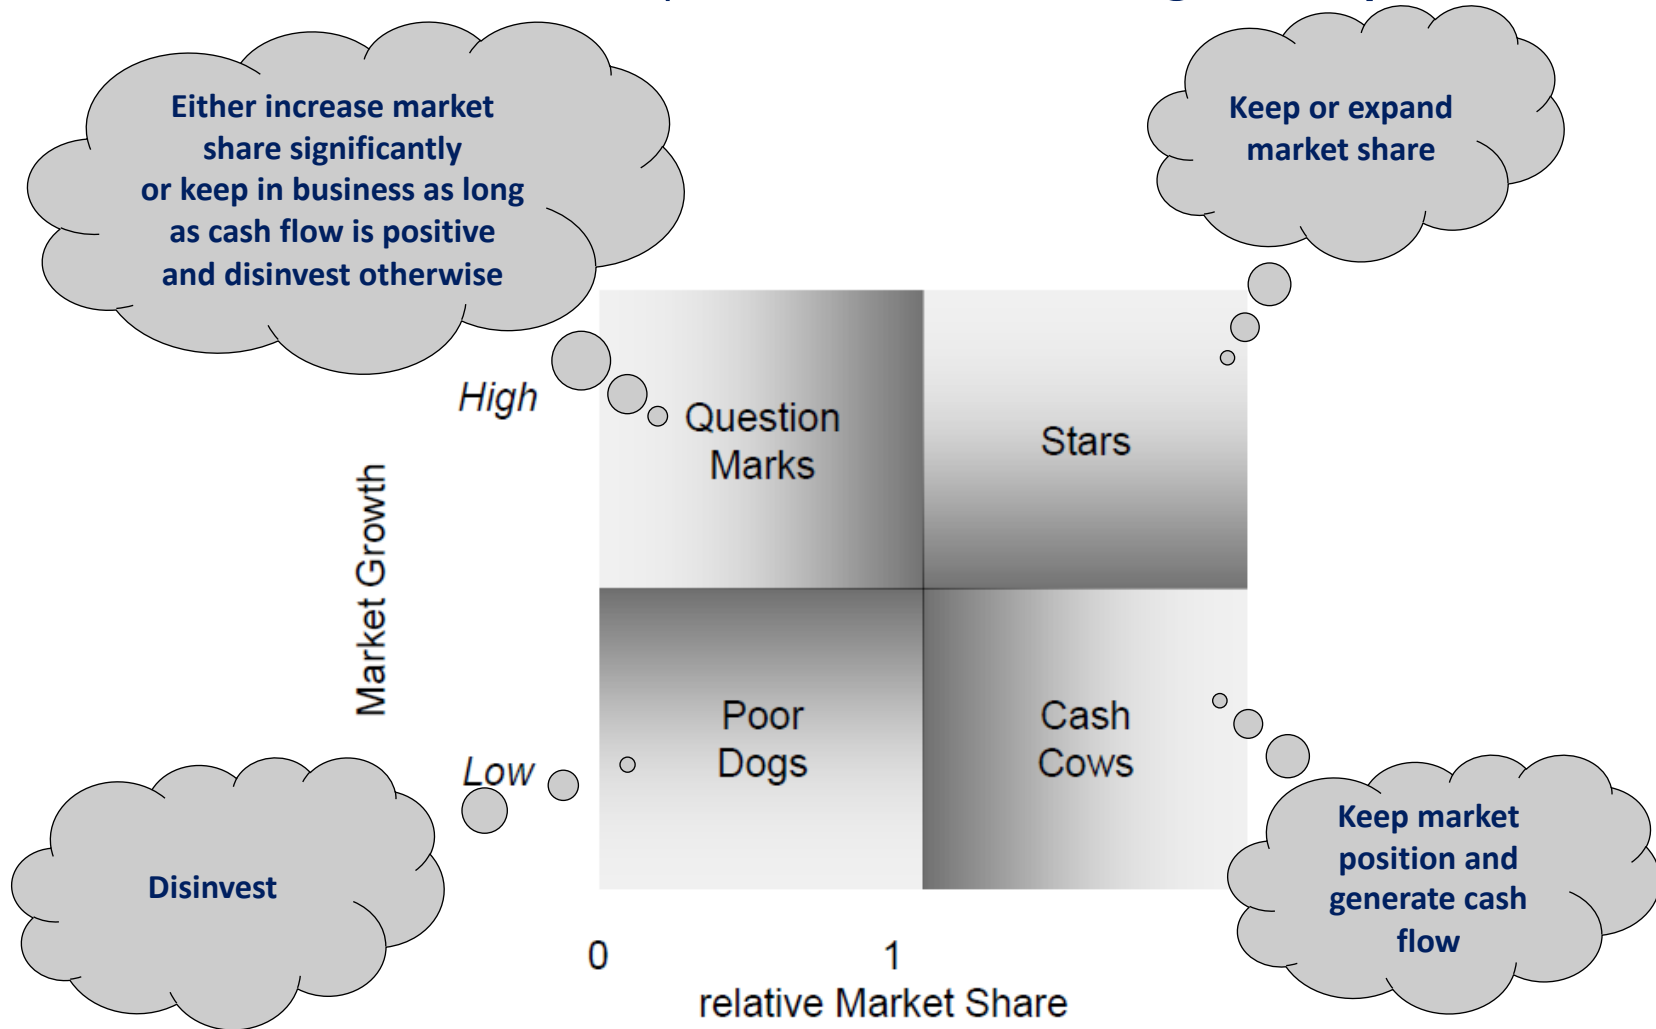 Either increase market
share significantly
or keep in business as long
as cash flow is positive
and disinvest otherwise
Keep or expand
market share
High
Question
Marks
Stars
Market Growth
Low
Poor
Dogs
Cash
Cows
Disinvest
Keep market
position and
generate cash
flow
0 1
relative Market Share